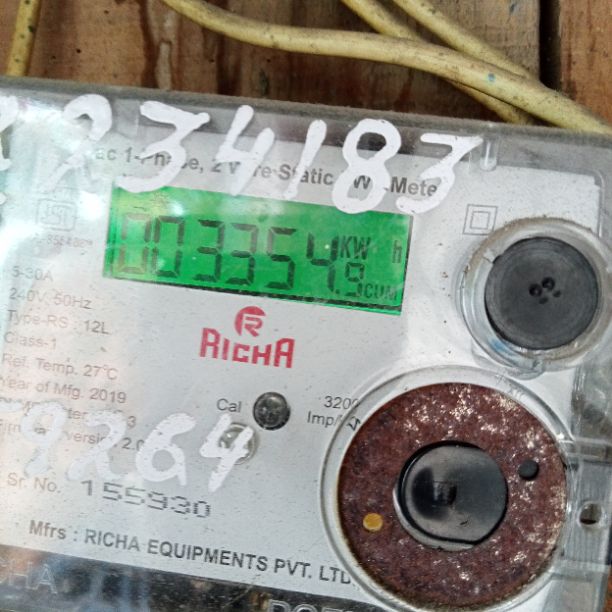 234183
ac 1-Phase, 2 Wire Static
Mete
003354.9 KW h
CUM
5-30A
240V, 50Hz
Type-RS : 12L
Class-1
Ref. Temp. 27°C
Year of Mfg. 2019
RICHA
Cal
3200
Imp/k
9264
Sr. No. 155930
Mfrs : RICHA EQUIPMENTS PVT. LTD.